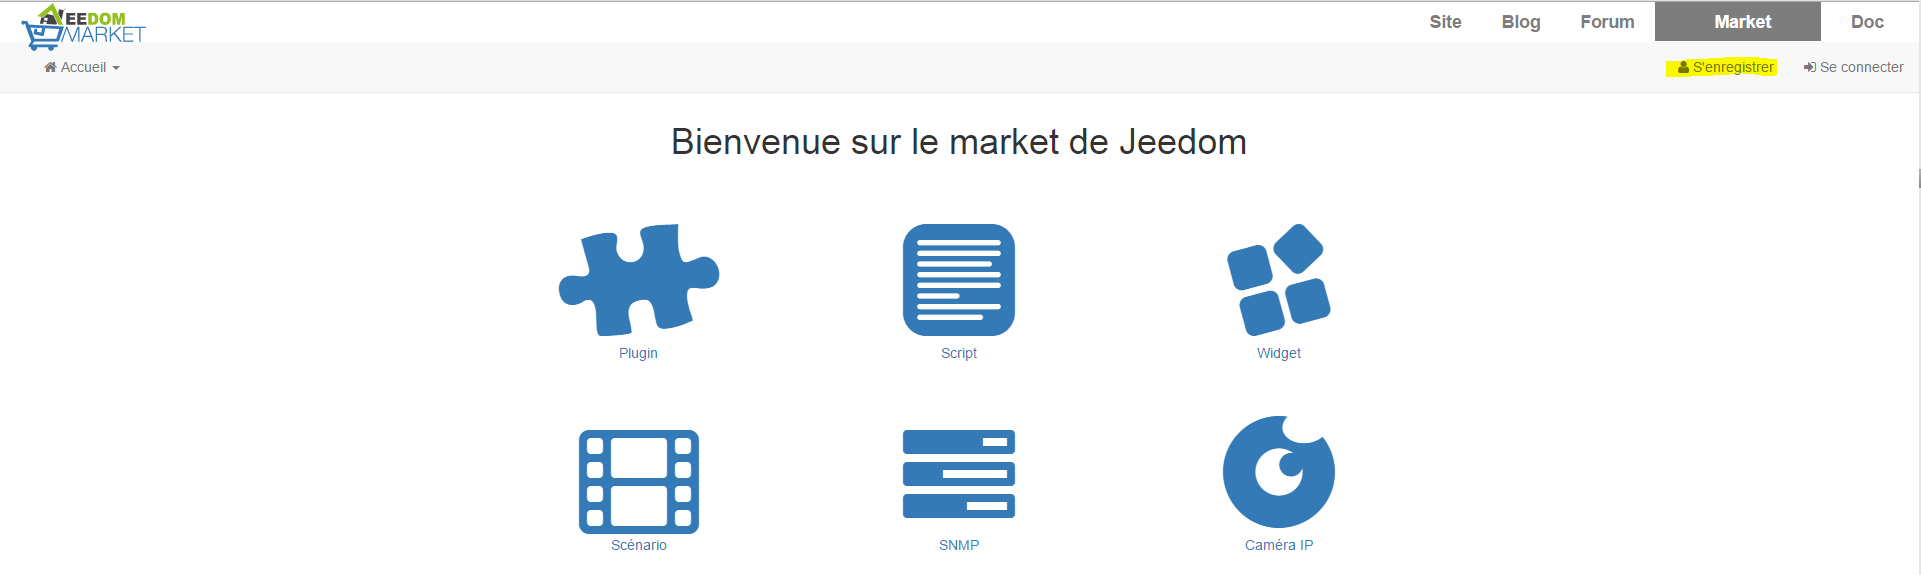 JEEDOM
MARKET
Site Blog Forum Market Doc
Accueil
S'enregistrer Se connecter
Bienvenue sur le market de Jeedom
Plugin Script Widget
Scénario SNMP Caméra IP